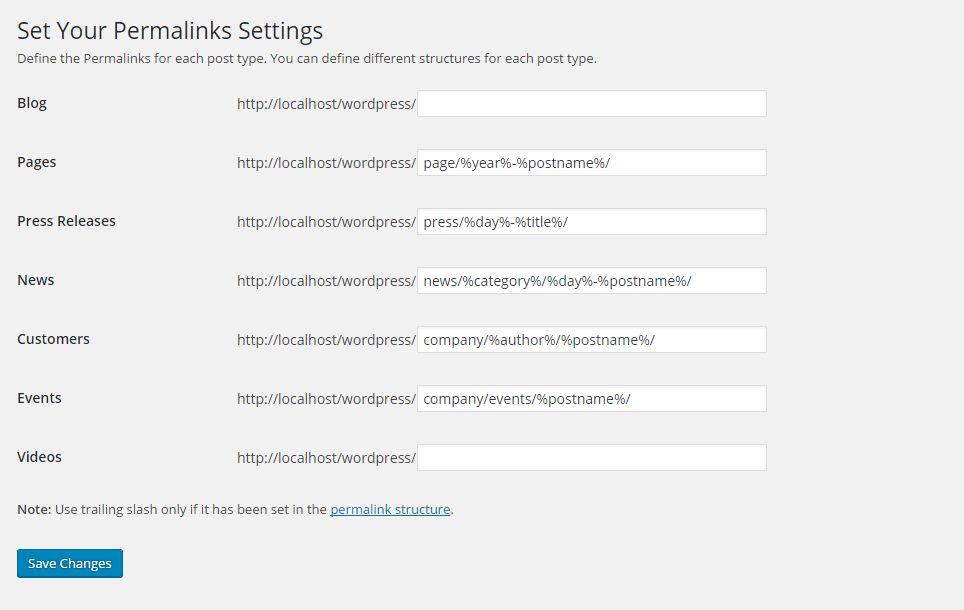 Set Your Permalinks Settings
Define the Permalinks for each post type. You can define different structures for each post type.
Blog http://localhost/wordpress/
Pages http://localhost/wordpress/ page/%year%-%postname%/
Press Releases http://localhost/wordpress/ press/%day%-%title%/
News http://localhost/wordpress/ news/%category%/%day%-%postname%/
Customers http://localhost/wordpress/ company/%author%/%postname%/
Events http://localhost/wordpress/ company/events/%postname%/
Videos http://localhost/wordpress/
Note: Use trailing slash only if it has been set in the permalink structure.
Save Changes